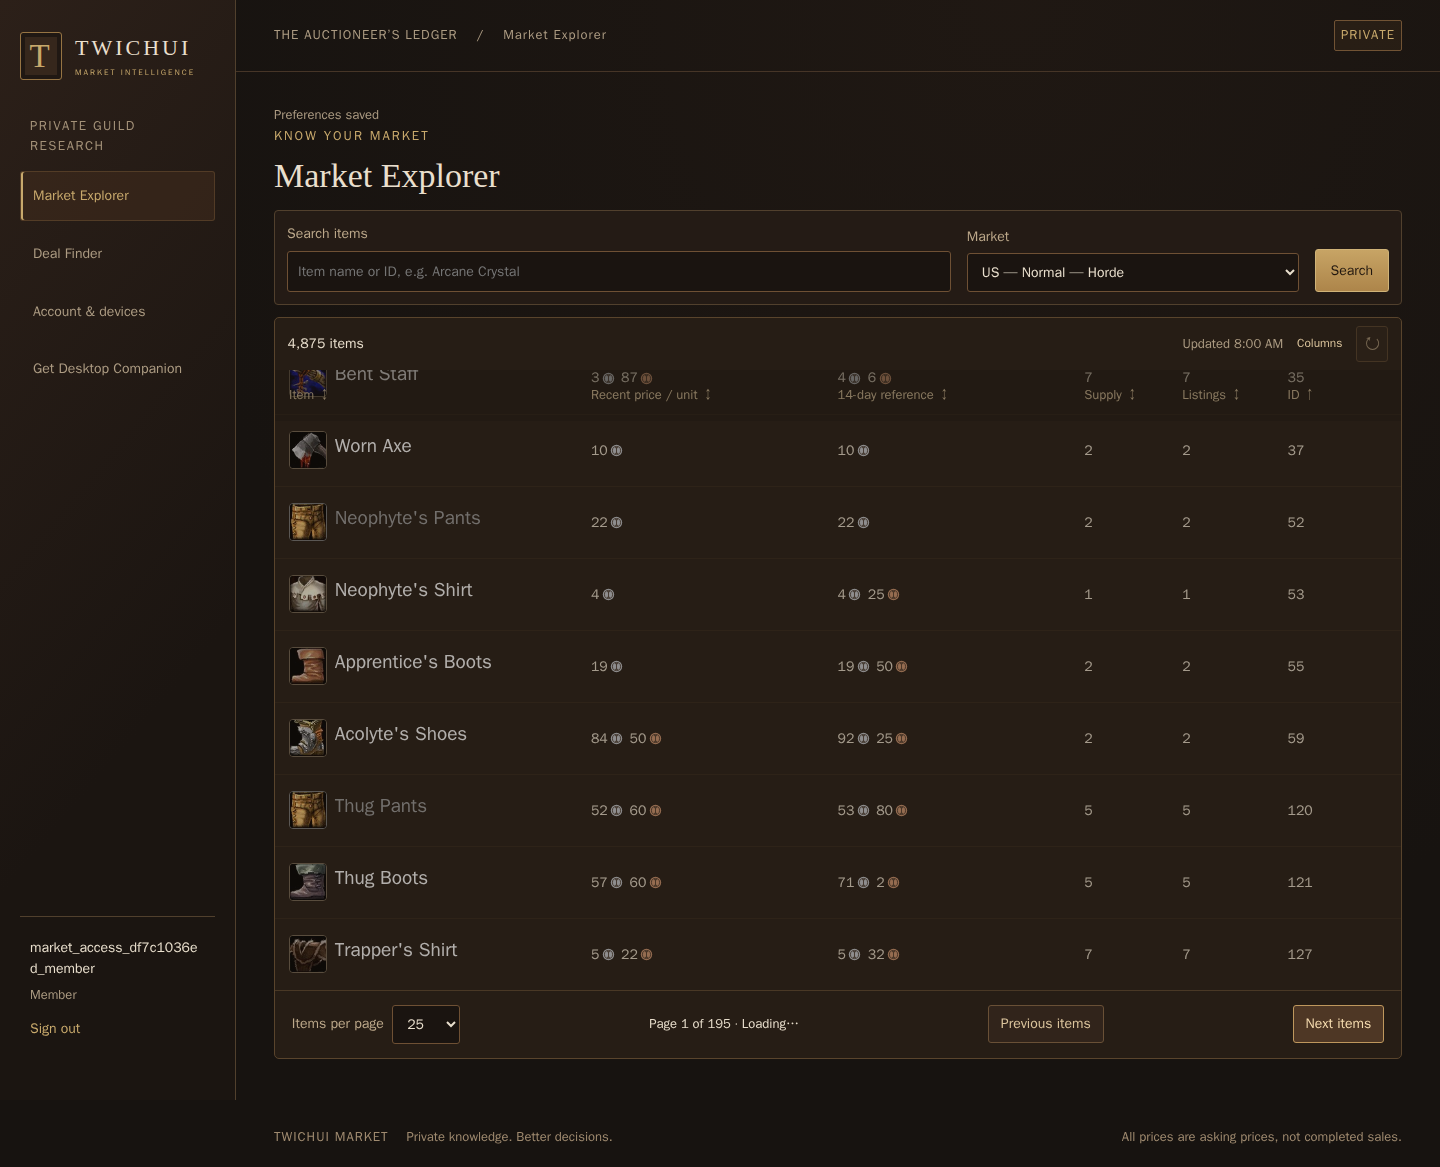 T
TWICHUI
MARKET INTELLIGENCE
PRIVATE GUILD
RESEARCH
Market Explorer
Deal Finder
Account & devices
Get Desktop Companion
market_access_df7c1036e
d_member
Member
Sign out
THE AUCTIONEER'S LEDGER / Market Explorer
PRIVATE
Preferences saved
KNOW YOUR MARKET
Market Explorer
Search items
Item name or ID, e.g. Arcane Crystal
Market
US — Normal — Horde
Search
4,875 items
Updated 8:00 AM Columns
Bent Staff 3 87 4 6 7 7 35
Item ↕ Recent price / unit ↕ 14-day reference ↕ Supply ↕ Listings ↕ ID ↑
Worn Axe 10 10 2 2 37
Neophyte's Pants 22 22 2 2 52
Neophyte's Shirt 4 4 25 1 1 53
Apprentice's Boots 19 19 50 2 2 55
Acolyte's Shoes 84 50 92 25 2 2 59
Thug Pants 52 60 53 80 5 5 120
Thug Boots 57 60 71 2 5 5 121
Trapper's Shirt 5 22 5 32 7 7 127
Items per page 25 Page 1 of 195 · Loading… Previous items Next items
TWICHUI MARKET Private knowledge. Better decisions.
All prices are asking prices, not completed sales.